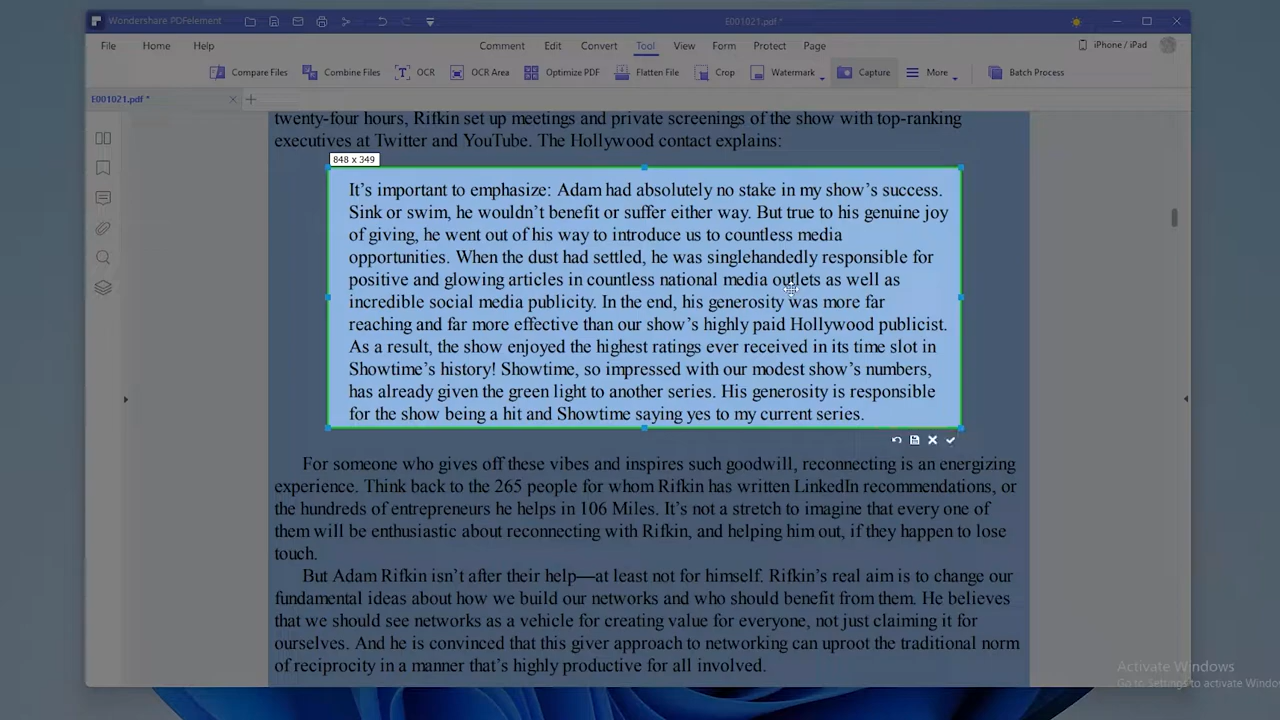 Wondershare PDFelement
E001021.pdf *
File Home Help Comment Edit Convert Tool View Form Protect Page iPhone / iPad
Compare Files Combine Files OCR OCR Area Optimize PDF Flatten File Crop Watermark Capture More Batch Process
E001021.pdf *
twenty-four hours, Rifkin set up meetings and private screenings of the show with top-ranking
executives at Twitter and YouTube. The Hollywood contact explains:
848 x 349
It's important to emphasize: Adam had absolutely no stake in my show's success.
Sink or swim, he wouldn't benefit or suffer either way. But true to his genuine joy
of giving, he went out of his way to introduce us to countless media
opportunities. When the dust had settled, he was singlehandedly responsible for
positive and glowing articles in countless national media outlets as well as
incredible social media publicity. In the end, his generosity was more far
reaching and far more effective than our show's highly paid Hollywood publicist.
As a result, the show enjoyed the highest ratings ever received in its time slot in
Showtime's history! Showtime, so impressed with our modest show's numbers,
has already given the green light to another series. His generosity is responsible
for the show being a hit and Showtime saying yes to my current series.
For someone who gives off these vibes and inspires such goodwill, reconnecting is an energizing
experience. Think back to the 265 people for whom Rifkin has written LinkedIn recommendations, or
the hundreds of entrepreneurs he helps in 106 Miles. It's not a stretch to imagine that every one of
them will be enthusiastic about reconnecting with Rifkin, and helping him out, if they happen to lose
touch.
But Adam Rifkin isn't after their help—at least not for himself. Rifkin's real aim is to change our
fundamental ideas about how we build our networks and who should benefit from them. He believes
that we should see networks as a vehicle for creating value for everyone, not just claiming it for
ourselves. And he is convinced that this giver approach to networking can uproot the traditional norm
of reciprocity in a manner that's highly productive for all involved.
Activate Windows
Go to Settings to activate Windo